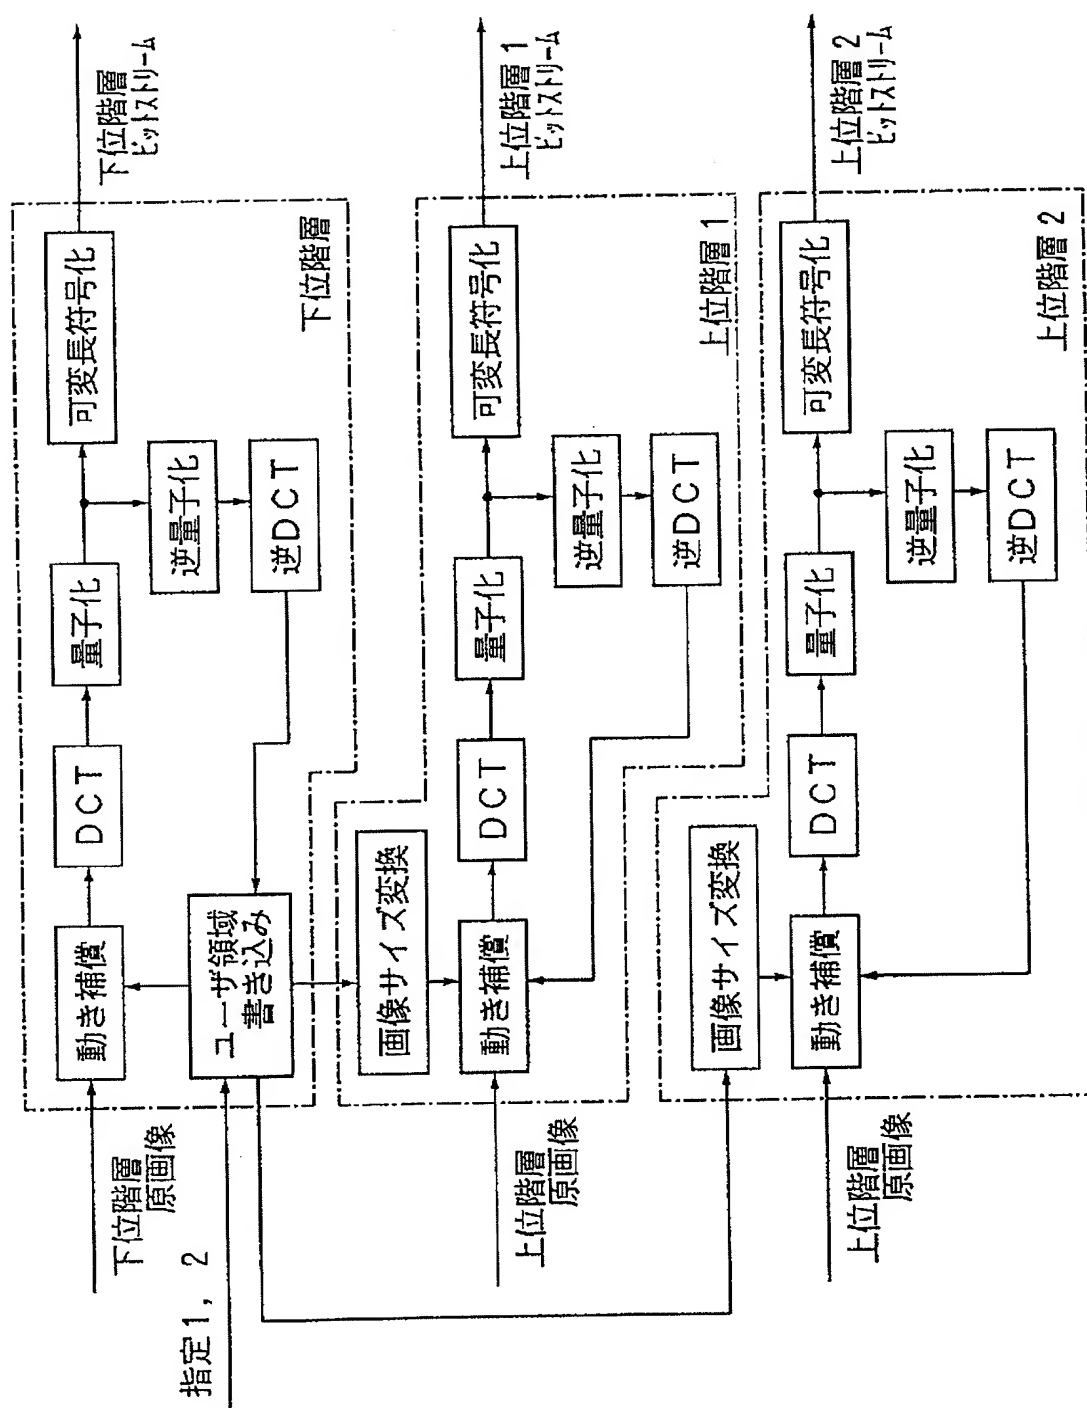 下位階層
原画像
指定1, 2
動き補償
DCT
量子化
可変長符号化
下位階層
ビットストリーム
ユーザ領域
書き込み
逆量子化
逆DCT
下位階層
画像サイズ変換
上位階層
原画像
動き補償
DCT
量子化
可変長符号化
上位階層1
ビットストリーム
逆量子化
逆DCT
上位階層1
画像サイズ変換
上位階層
原画像
動き補償
DCT
量子化
可変長符号化
上位階層2
ビットストリーム
逆量子化
逆DCT
上位階層2